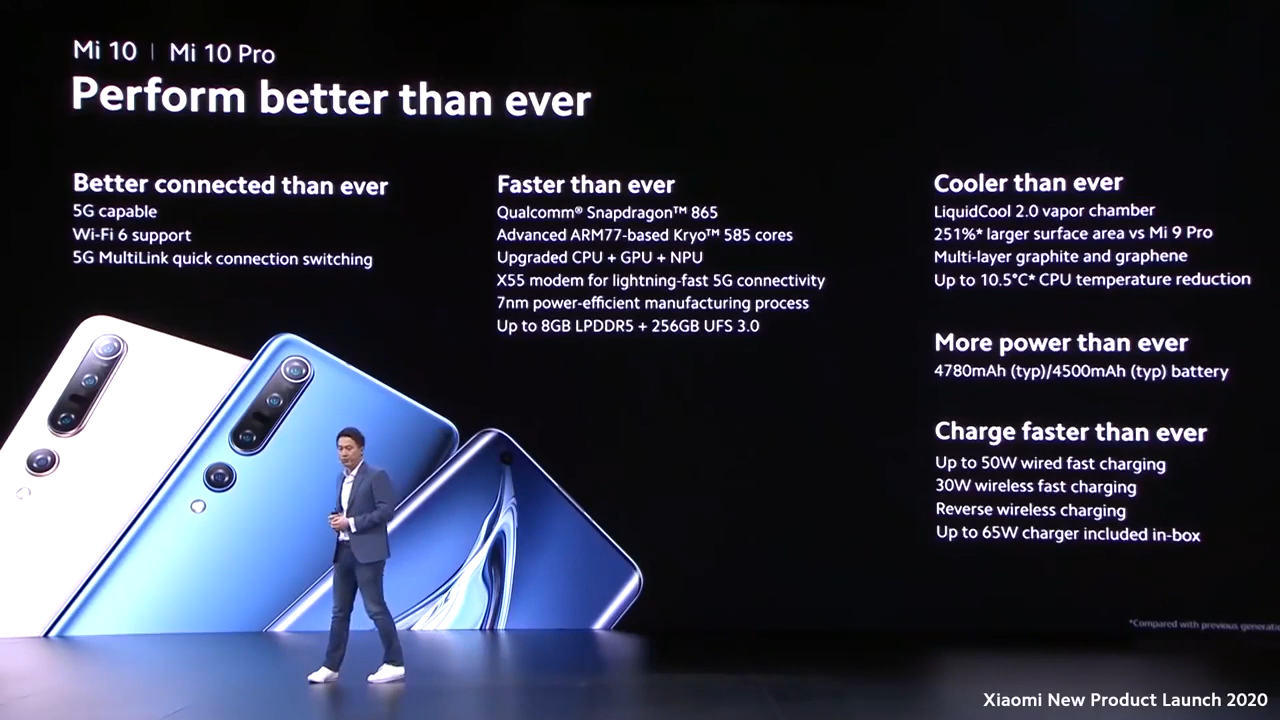 Mi 10 | Mi 10 Pro
Perform better than ever
Better connected than ever
5G capable
Wi-Fi 6 support
5G MultiLink quick connection switching
Faster than ever
Qualcomm® Snapdragon™ 865
Advanced ARM77-based Kryo™ 585 cores
Upgraded CPU + GPU + NPU
X55 modem for lightning-fast 5G connectivity
7nm power-efficient manufacturing process
Up to 8GB LPDDR5 + 256GB UFS 3.0
Cooler than ever
LiquidCool 2.0 vapor chamber
251%* larger surface area vs Mi 9 Pro
Multi-layer graphite and graphene
Up to 10.5°C* CPU temperature reduction
More power than ever
4780mAh (typ)/4500mAh (typ) battery
Charge faster than ever
Up to 50W wired fast charging
30W wireless fast charging
Reverse wireless charging
Up to 65W charger included in-box
*Compared with previous
Xiaomi New Product Launch 2020